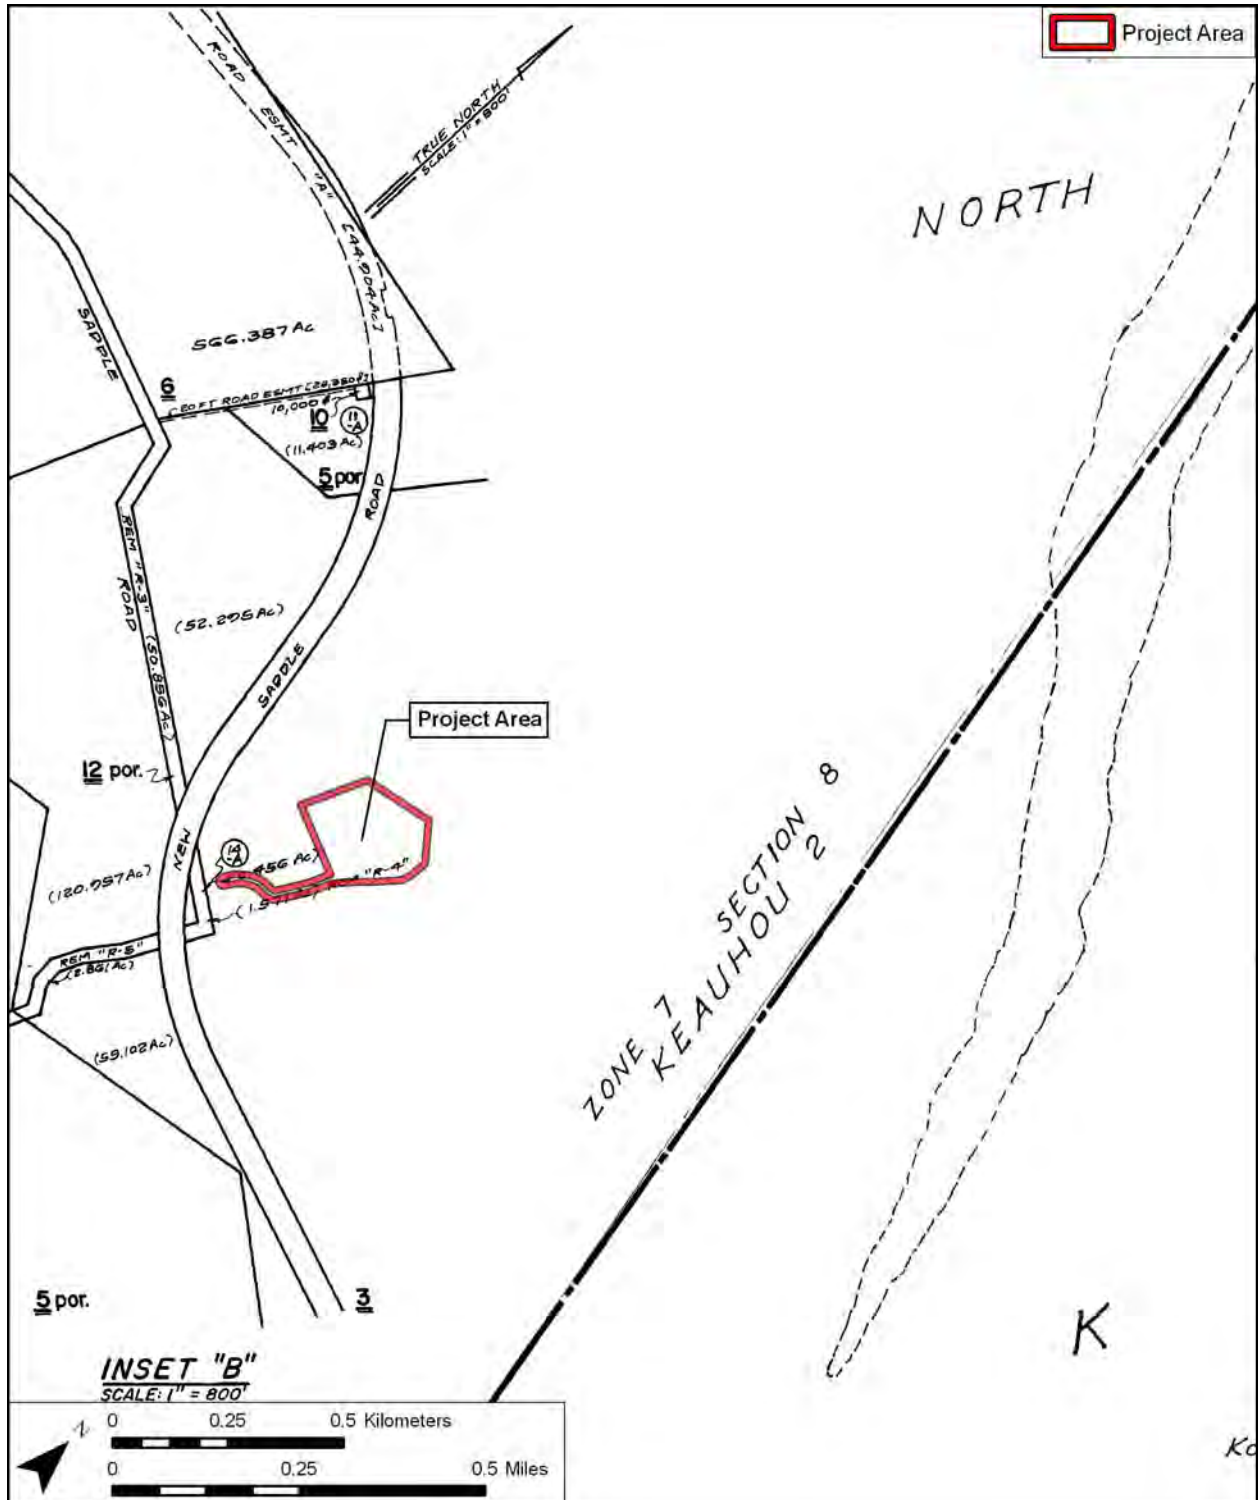 Project Area
ROAD ESMT "A" (44.904 Ac)
TRUE NORTH
SCALE: 1" = 800'
NORTH
SADDLE
566.387 Ac
6
(20 FT ROAD ESMT
10,000
10
11-A
(11.403 Ac)
5 por.
ROAD
REM "R-3" (50.856 Ac)
ROAD
(52.295 Ac)
SADDLE
Project Area
12 por.
NEW
14-A
456 Ac)
"R-4"
(120.957 Ac)
REM "R-5"
(59.102 Ac)
SECTION 8
ZONE 7
KEAUHOU 2
5 por.
3
K
INSET "B"
SCALE: 1" = 800'
0 0.25 0.5 Kilometers
0 0.25 0.5 Miles